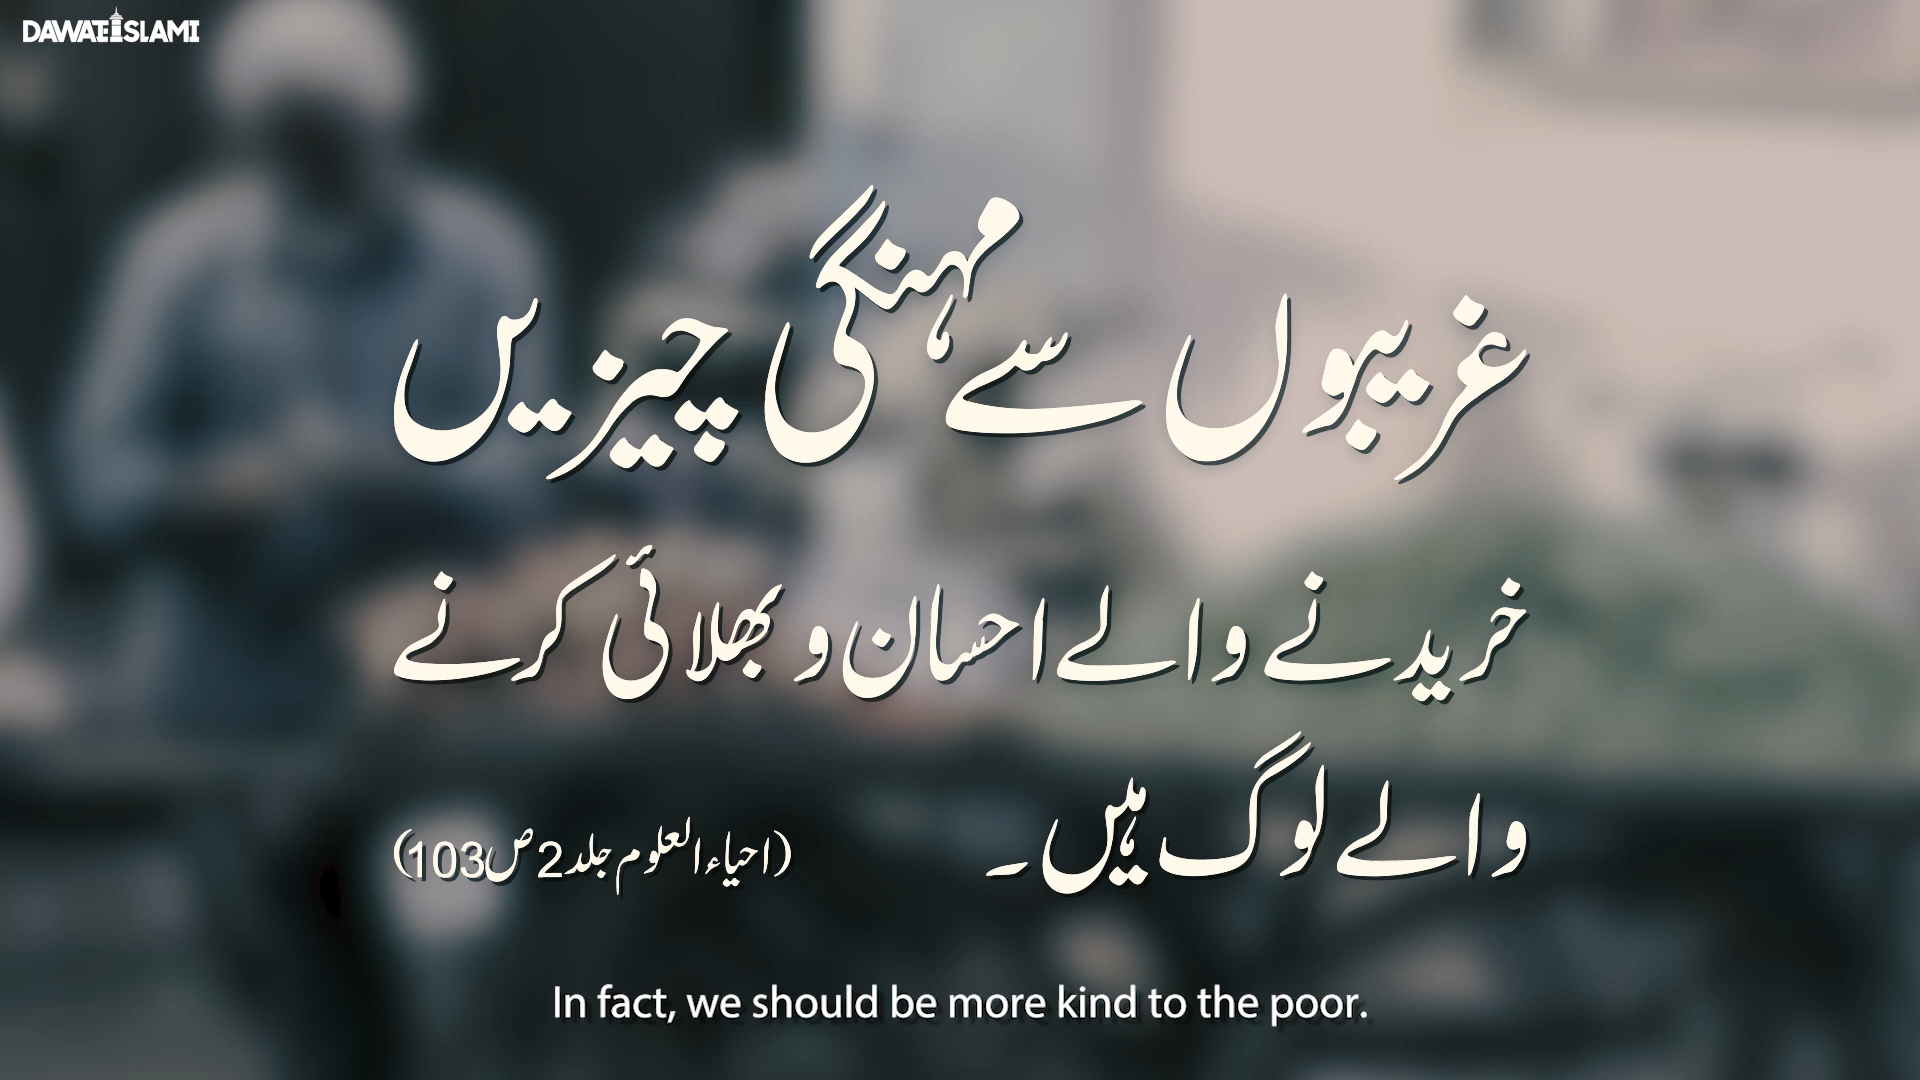 DAWATEISLAMI
غریبوں سے مہنگی چیزیں
خریدنے والے احسان و بھلائی کرنے
والے لوگ ہیں۔
(احیاء العلوم جلد2 ص103)
In fact, we should be more kind to the poor.